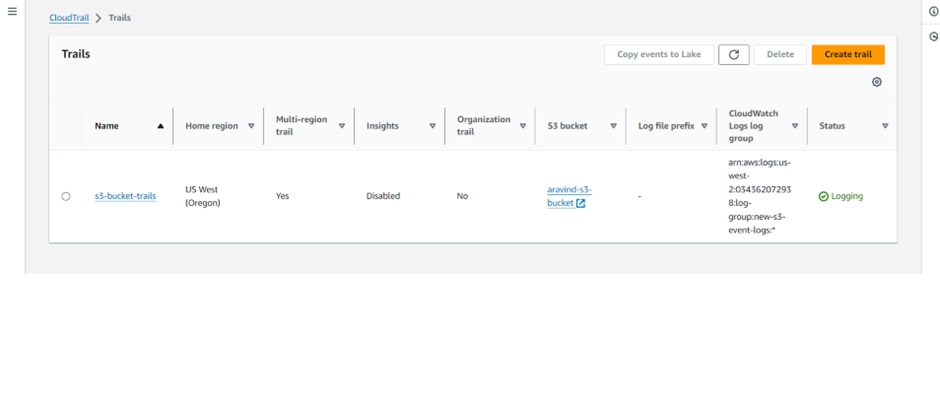 CloudTrail > Trails
Trails
Copy events to Lake
Delete
Create trail
Name
Home region
Multi-region
trail
Insights
Organization
trail
S3 bucket
Log file prefix
CloudWatch
Logs log
group
Status
s3-bucket-trails
US West
(Oregon)
Yes
Disabled
No
aravind-s3-
bucket
-
arn:aws:logs:us-
west-
2:03436207293
8:log-
group:new-s3-
event-logs:*
Logging